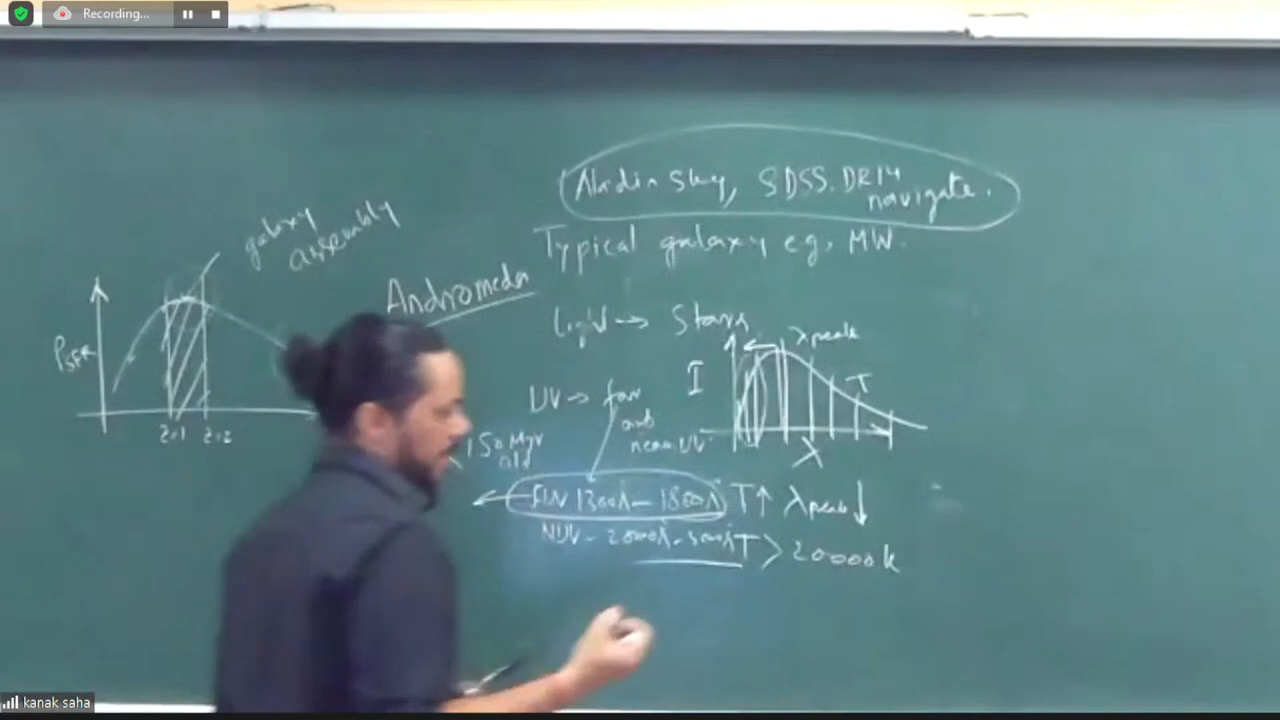 Recording...
Aladin Sky, SDSS. DR14
navigate.
Typical galaxy e.g, MW.
galaxy
assembly
Andromeda
Light → Stars
λpeak
I
T
λ
ρSFR
z=1 z=2
UV → far
and
near UV.
150 Myr
old
FUV 1300Å - 1800Å T↑ λpeak↓
NUV - 2000Å - 3000Å T > 20000K
kanak saha